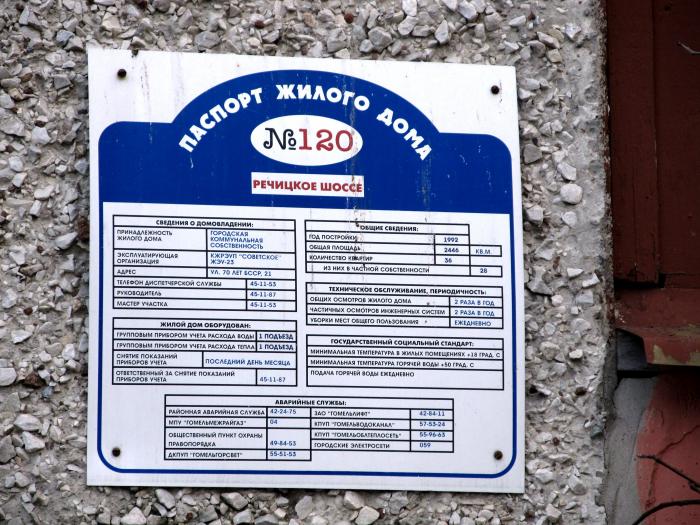 ПАСПОРТ ЖИЛОГО ДОМА
№120
РЕЧИЦКОЕ ШОССЕ
СВЕДЕНИЯ О ДОМОВЛАДЕНИИ:
ПРИНАДЛЕЖНОСТЬ ЖИЛОГО ДОМА ГОРОДСКАЯ КОММУНАЛЬНАЯ СОБСТВЕННОСТЬ
ЭКСПЛУАТИРУЮЩАЯ ОРГАНИЗАЦИЯ КЖРЭУП "СОВЕТСКОЕ" ЖЭУ-23
АДРЕС УЛ. 70 ЛЕТ БССР, 21
ТЕЛЕФОН ДИСПЕТЧЕРСКОЙ СЛУЖБЫ 45-11-53
РУКОВОДИТЕЛЬ 45-11-87
МАСТЕР УЧАСТКА 45-11-53
ЖИЛОЙ ДОМ ОБОРУДОВАН:
ГРУППОВЫМ ПРИБОРОМ УЧЕТА РАСХОДА ВОДЫ 1 ПОДЪЕЗД
ГРУППОВЫМ ПРИБОРОМ УЧЕТА РАСХОДА ТЕПЛА 1 ПОДЪЕЗД
СНЯТИЕ ПОКАЗАНИЙ ПРИБОРОВ УЧЕТА ПОСЛЕДНИЙ ДЕНЬ МЕСЯЦА
ОТВЕТСТВЕННЫЙ ЗА СНЯТИЕ ПОКАЗАНИЙ ПРИБОРОВ УЧЕТА 45-11-87
ОБЩИЕ СВЕДЕНИЯ:
ГОД ПОСТРОЙКИ 1992
ОБЩАЯ ПЛОЩАДЬ 2446 КВ.М.
КОЛИЧЕСТВО КВАРТИР 36
ИЗ НИХ В ЧАСТНОЙ СОБСТВЕННОСТИ 28
ТЕХНИЧЕСКОЕ ОБСЛУЖИВАНИЕ, ПЕРИОДИЧНОСТЬ:
ОБЩИХ ОСМОТРОВ ЖИЛОГО ДОМА 2 РАЗА В ГОД
ЧАСТИЧНЫХ ОСМОТРОВ ИНЖЕНЕРНЫХ СИСТЕМ 2 РАЗА В ГОД
УБОРКИ МЕСТ ОБЩЕГО ПОЛЬЗОВАНИЯ ЕЖЕДНЕВНО
ГОСУДАРСТВЕННЫЙ СОЦИАЛЬНЫЙ СТАНДАРТ:
МИНИМАЛЬНАЯ ТЕМПЕРАТУРА В ЖИЛЫХ ПОМЕЩЕНИЯХ +18 ГРАД. С
МИНИМАЛЬНАЯ ТЕМПЕРАТУРА ГОРЯЧЕЙ ВОДЫ +50 ГРАД. С
ПОДАЧА ГОРЯЧЕЙ ВОДЫ ЕЖЕДНЕВНО
АВАРИЙНЫЕ СЛУЖБЫ:
РАЙОННАЯ АВАРИЙНАЯ СЛУЖБА 42-24-75
МПУ "ГОМЕЛЬМЕЖРАЙГАЗ" 04
ОБЩЕСТВЕННЫЙ ПУНКТ ОХРАНЫ ПРАВОПОРЯДКА 49-84-53
ДКПУП "ГОМЕЛЬГОРСВЕТ" 55-51-53
ЗАО "ГОМЕЛЬЛИФТ" 42-84-11
КПУП "ГОМЕЛЬВОДОКАНАЛ" 57-53-24
КПУП "ГОМЕЛЬОБЛТЕПЛОСЕТЬ" 55-96-63
ГОРОДСКИЕ ЭЛЕКТРОСЕТИ 059